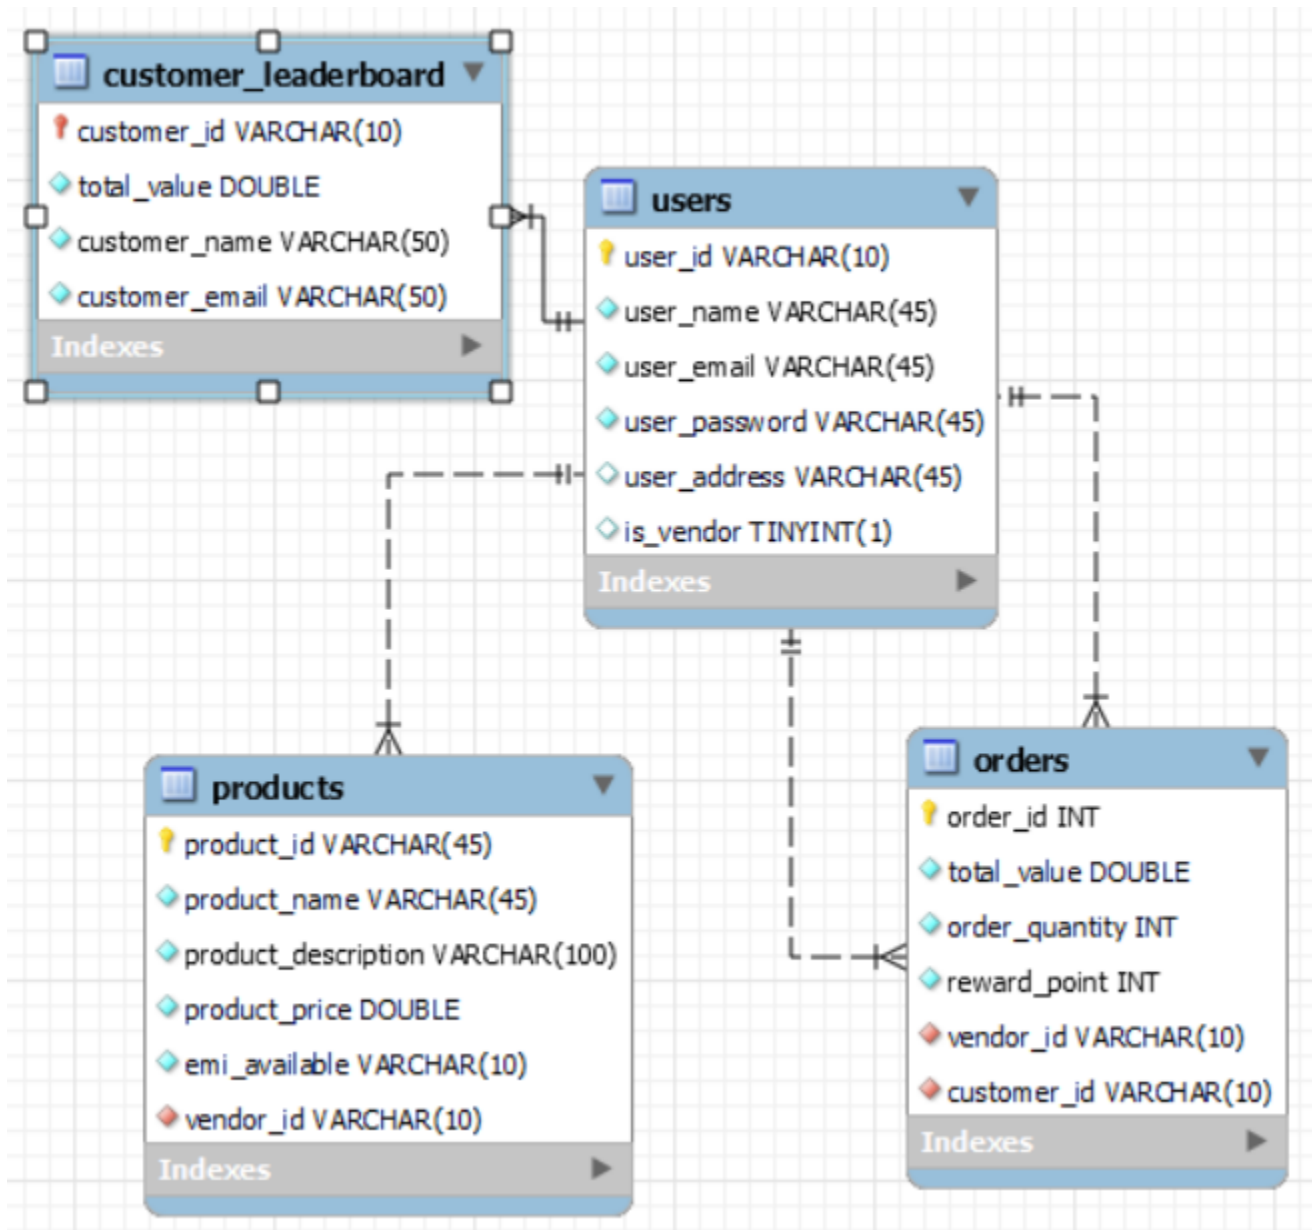 customer_leaderboard
customer_id VARCHAR(10)
total_value DOUBLE
customer_name VARCHAR(50)
customer_email VARCHAR(50)
Indexes
users
user_id VARCHAR(10)
user_name VARCHAR(45)
user_email VARCHAR(45)
user_password VARCHAR(45)
user_address VARCHAR(45)
is_vendor TINYINT(1)
Indexes
products
product_id VARCHAR(45)
product_name VARCHAR(45)
product_description VARCHAR(100)
product_price DOUBLE
emi_available VARCHAR(10)
vendor_id VARCHAR(10)
Indexes
orders
order_id INT
total_value DOUBLE
order_quantity INT
reward_point INT
vendor_id VARCHAR(10)
customer_id VARCHAR(10)
Indexes